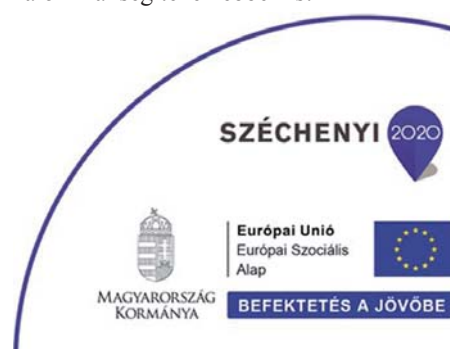 SZÉCHENYI 2020
Európai Unió
Európai Szociális
Alap
MAGYARORSZÁG
KORMÁNYA
BEFEKTETÉS A JÖVŐBE